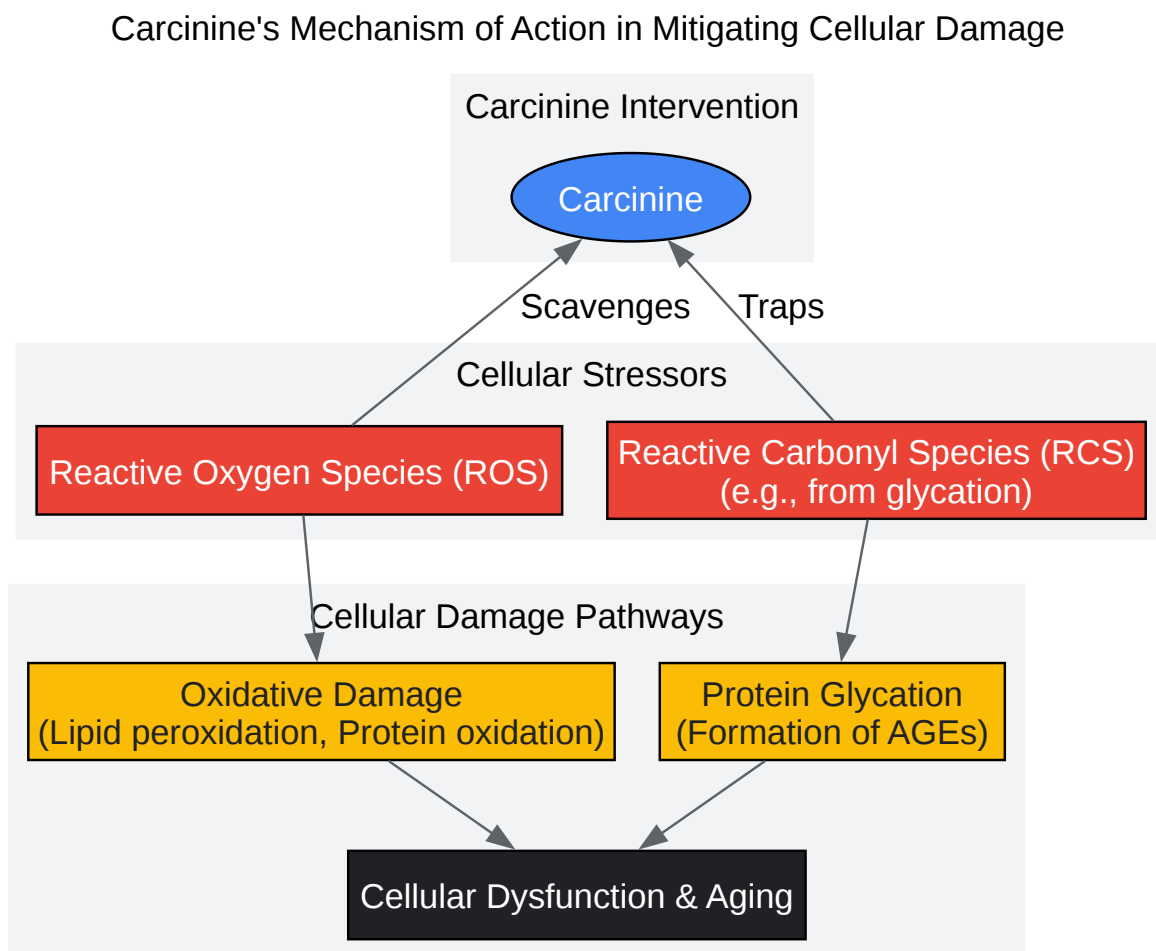 Carcinine's Mechanism of Action in Mitigating Cellular Damage
Carcinine Intervention
Carcinine
Scavenges
Traps
Cellular Stressors
Reactive Oxygen Species (ROS)
Reactive Carbonyl Species (RCS)
(e.g., from glycation)
Cellular Damage Pathways
Oxidative Damage
(Lipid peroxidation, Protein oxidation)
Protein Glycation
(Formation of AGEs)
Cellular Dysfunction & Aging